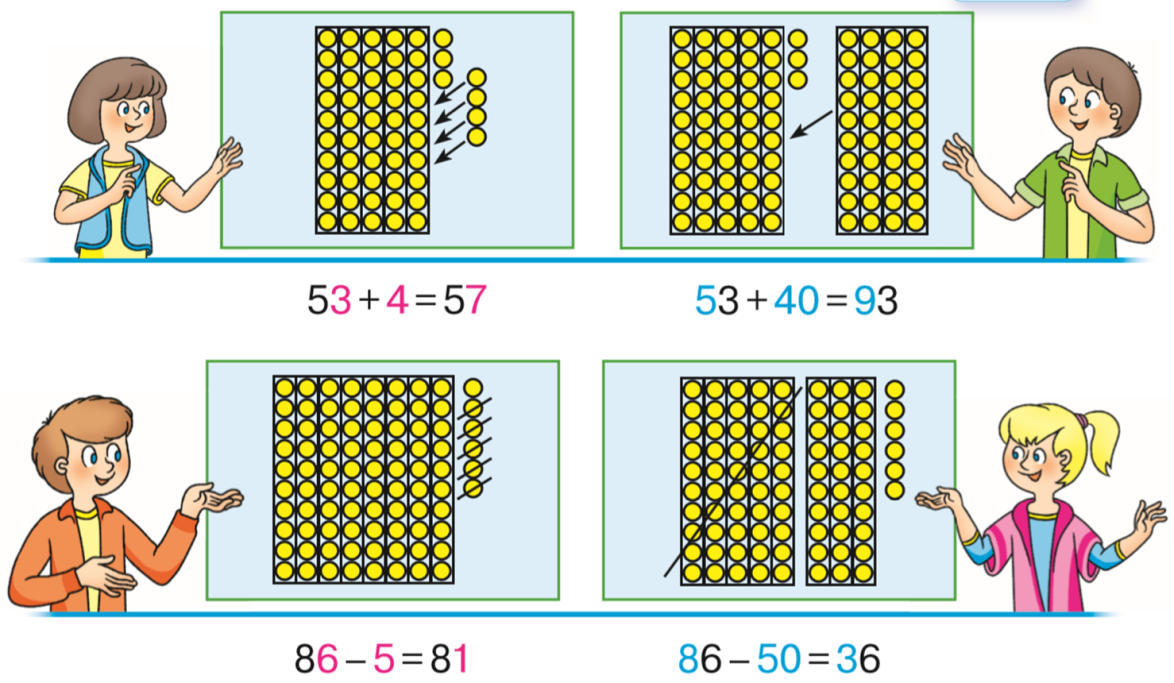 53 + 4 = 57
53 + 40 = 93
86 – 5 = 81
86 – 50 = 36